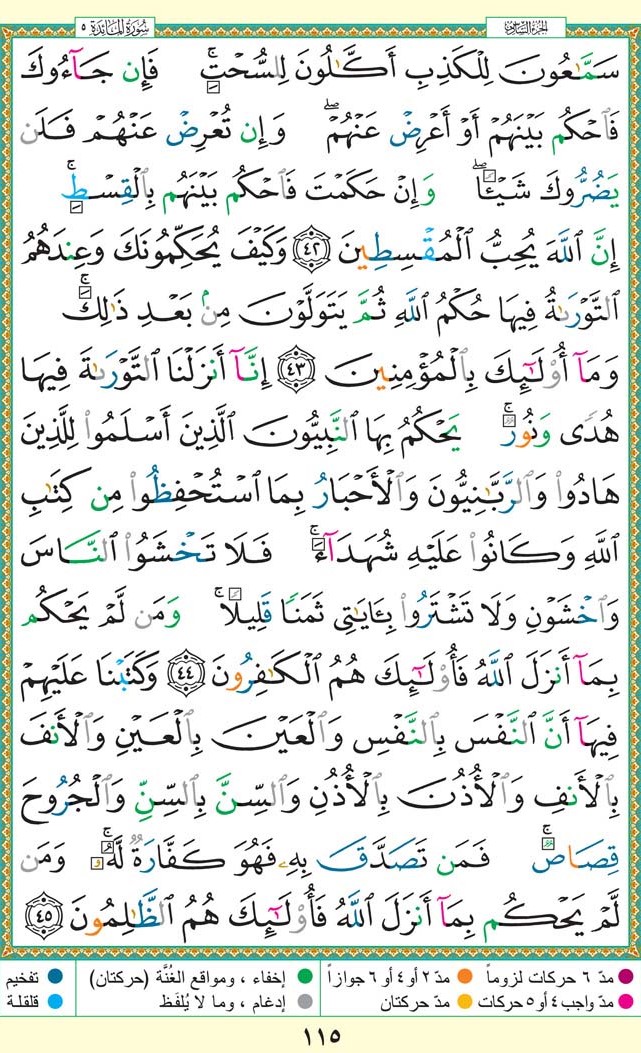 الجزء السادس
سورة المائدة ٥
سَمَّٰعُونَ لِلْكَذِبِ أَكَّٰلُونَ لِلسُّحْتِ ۚ فَإِن جَآءُوكَ
فَٱحْكُم بَيْنَهُمْ أَوْ أَعْرِضْ عَنْهُمْ ۖ وَإِن تُعْرِضْ عَنْهُمْ فَلَن
يَضُرُّوكَ شَيْـًٔا ۖ وَإِنْ حَكَمْتَ فَٱحْكُم بَيْنَهُم بِٱلْقِسْطِ ۚ
إِنَّ ٱللَّهَ يُحِبُّ ٱلْمُقْسِطِينَ ٤٢ وَكَيْفَ يُحَكِّمُونَكَ وَعِندَهُمُ
ٱلتَّوْرَىٰةُ فِيهَا حُكْمُ ٱللَّهِ ثُمَّ يَتَوَلَّوْنَ مِنۢ بَعْدِ ذَٰلِكَ ۚ
وَمَآ أُو۟لَٰٓئِكَ بِٱلْمُؤْمِنِينَ ٤٣ إِنَّآ أَنزَلْنَا ٱلتَّوْرَىٰةَ فِيهَا
هُدًى وَنُورٌ ۚ يَحْكُمُ بِهَا ٱلنَّبِيُّونَ ٱلَّذِينَ أَسْلَمُوا۟ لِلَّذِينَ
هَادُوا۟ وَٱلرَّبَّٰنِيُّونَ وَٱلْأَحْبَارُ بِمَا ٱسْتُحْفِظُوا۟ مِن كِتَٰبِ
ٱللَّهِ وَكَانُوا۟ عَلَيْهِ شُهَدَآءَ ۚ فَلَا تَخْشَوُا۟ ٱلنَّاسَ
وَٱخْشَوْنِ وَلَا تَشْتَرُوا۟ بِـَٔايَٰتِى ثَمَنًا قَلِيلًا ۚ وَمَن لَّمْ يَحْكُم
بِمَآ أَنزَلَ ٱللَّهُ فَأُو۟لَٰٓئِكَ هُمُ ٱلْكَٰفِرُونَ ٤٤ وَكَتَبْنَا عَلَيْهِمْ
فِيهَآ أَنَّ ٱلنَّفْسَ بِٱلنَّفْسِ وَٱلْعَيْنَ بِٱلْعَيْنِ وَٱلْأَنفَ
بِٱلْأَنفِ وَٱلْأُذُنَ بِٱلْأُذُنِ وَٱلسِّنَّ بِٱلسِّنِّ وَٱلْجُرُوحَ
قِصَاصٌ ۚ فَمَن تَصَدَّقَ بِهِۦ فَهُوَ كَفَّارَةٌ لَّهُۥ ۚ وَمَن
لَّمْ يَحْكُم بِمَآ أَنزَلَ ٱللَّهُ فَأُو۟لَٰٓئِكَ هُمُ ٱلظَّٰلِمُونَ ٤٥
مدّ ٦ حركات لزوماً مدّ ٢ أو ٤ أو ٦ جوازاً إخفاء ، ومواقع الغُنَّة (حركتان) تفخيم
مدّ واجب ٤ أو ٥ حركات مدّ حركتان إدغام ، وما لا يُلفَظ قلقلة
١١٥